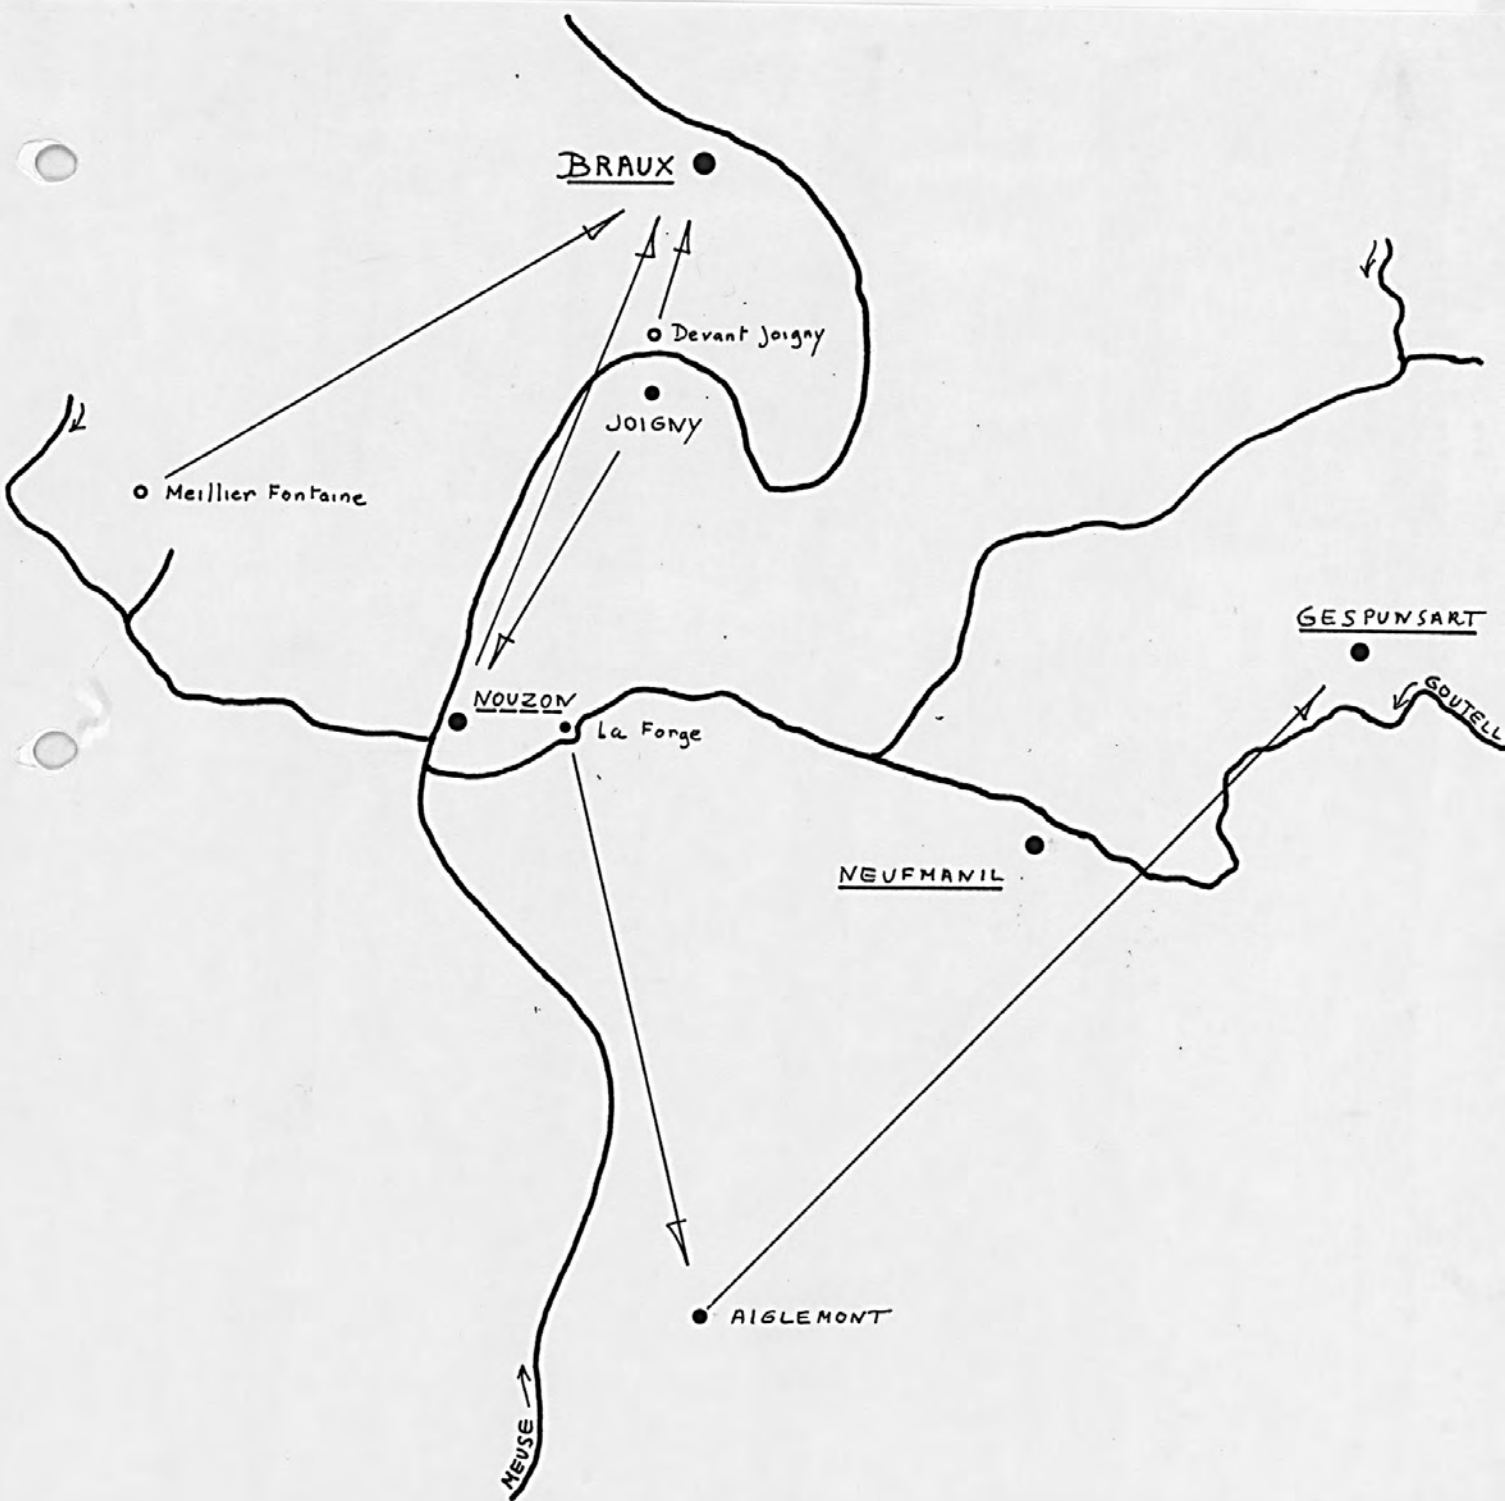 BRAUX
Devant Joigny
JOIGNY
Meillier Fontaine
GESPUNSART
GOUTELL
NOUZON
La Forge
NEUFMANIL
AIGLEMONT
MEUSE